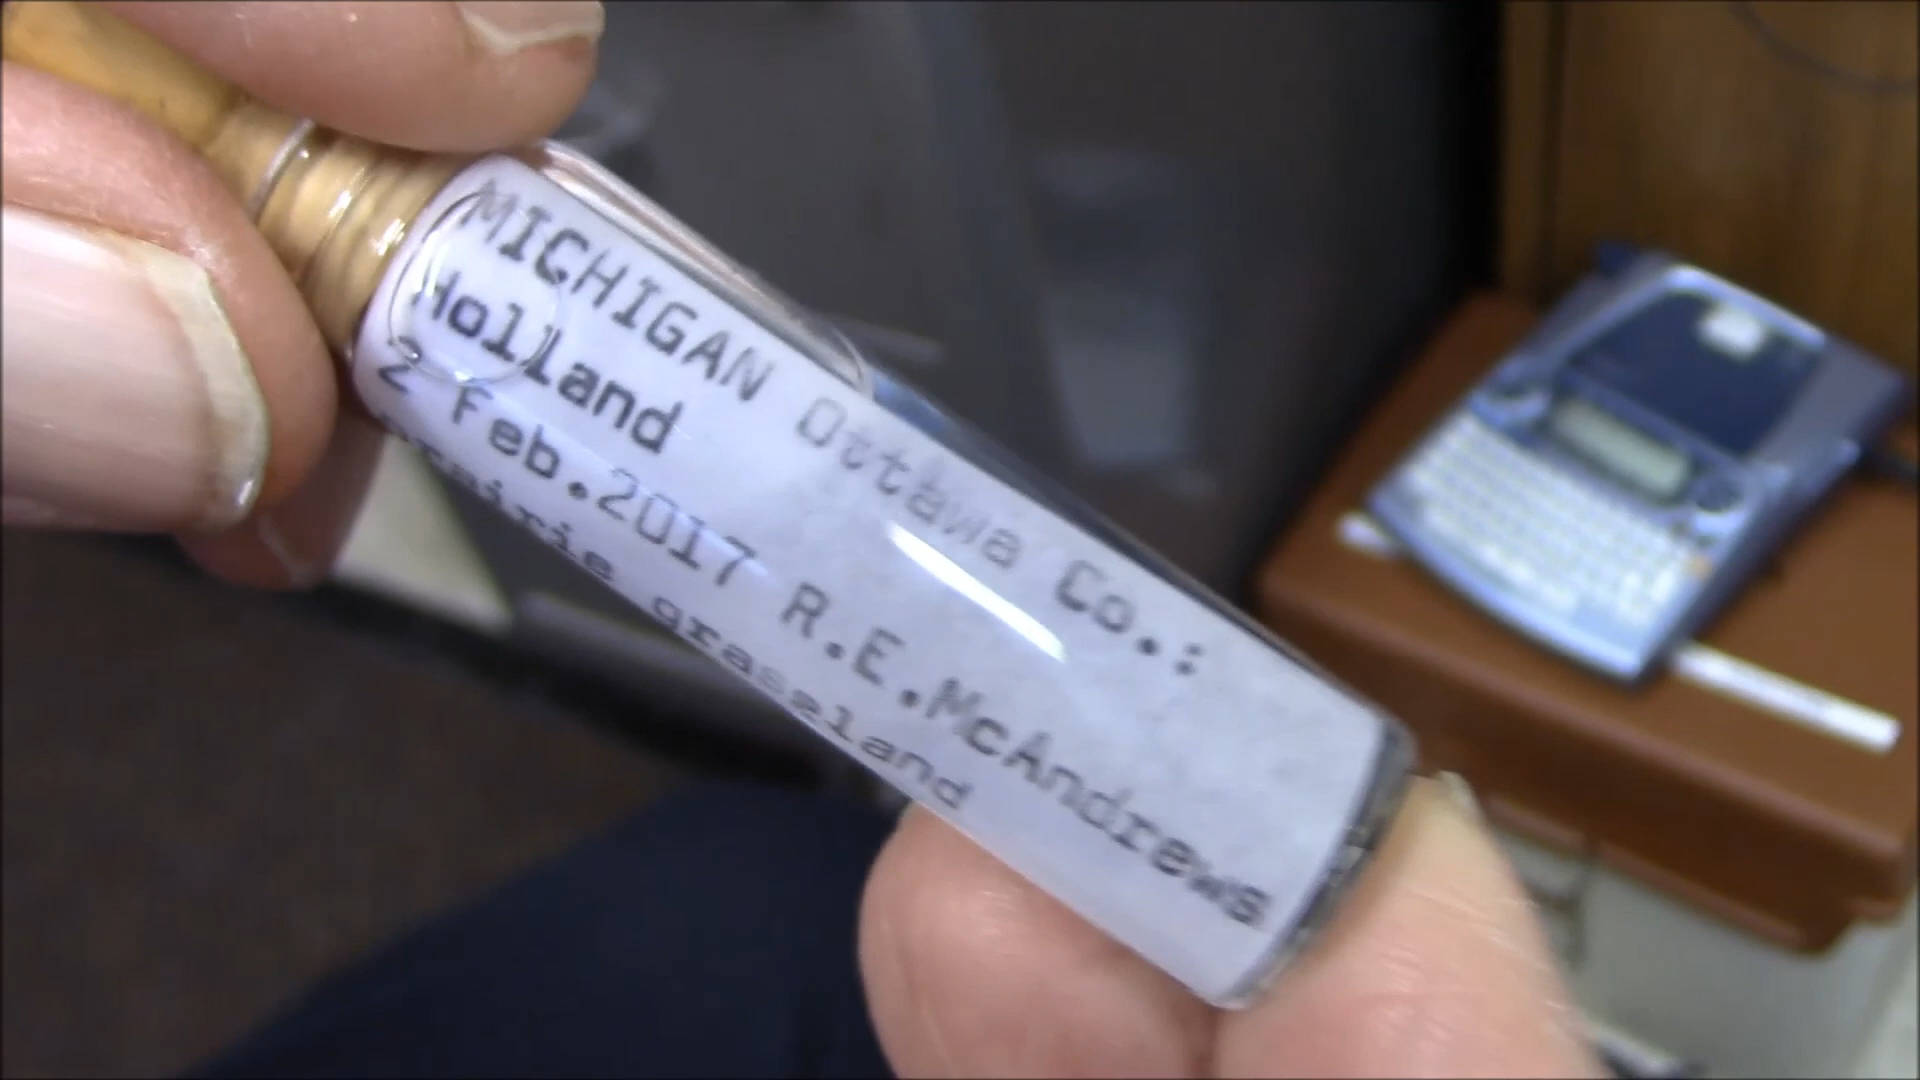 MICHIGAN Ottawa Co.:
Holland
2 Feb.2017 R.E.McAndrews
prairie grassland